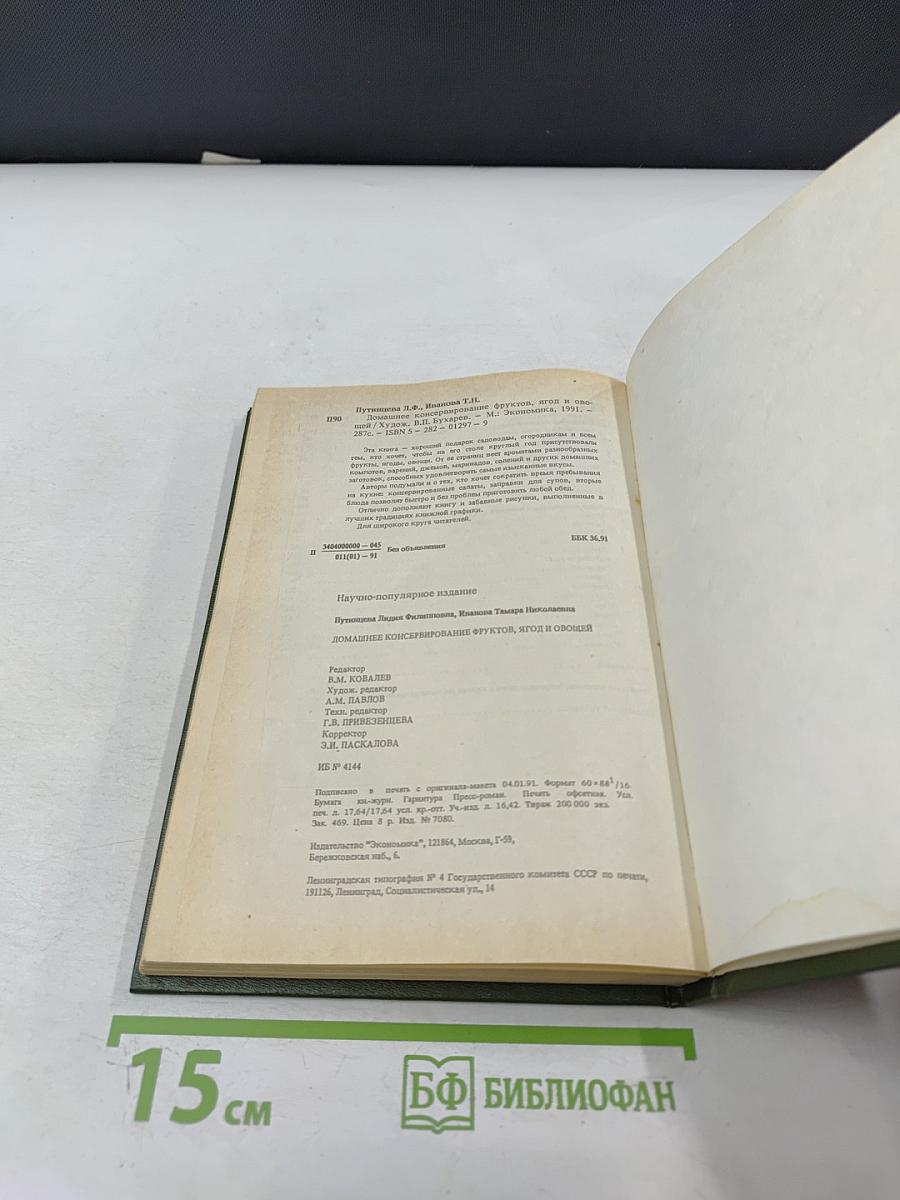 Путинцева Л.Ф., Иванова Т.Н.
П90 Домашнее консервирование фруктов, ягод и ово-
щей / Худож. В.П. Бухарев. – М.: Экономика, 1991. –
287с. – ISBN 5 – 282 – 01297 – 9
Эта книга – хороший подарок садоводы, огородникам и всем
тем, кто хочет, чтобы на его столе круглый год присутствовали
фрукты, ягоды, овощи. От ее страниц веет ароматами разнообразных
компотов, варений, джемов, маринадов, солений и других домашних
заготовок, способных удовлетворить самые изысканные вкусы.
Авторы подумали и о тех, кто хочет сократить время пребывания
на кухне: консервированные салаты, заправки для супов, вторые
блюда позволят быстро и без проблем приготовить любой обед.
Отлично дополняют книгу и забавные рисунки, выполненные в
лучших традициях книжной графики.
Для широкого круга читателей.
П 3404000000 – 045
011(01) – 91 Без объявления ББК 36.91
Научно-популярное издание
Путинцева Лидия Филипповна, Иванова Тамара Николаевна
ДОМАШНЕЕ КОНСЕРВИРОВАНИЕ ФРУКТОВ, ЯГОД И ОВОЩЕЙ
Редактор
В.М. КОВАЛЕВ
Худож. редактор
А.М. ПАВЛОВ
Техн. редактор
Г.В. ПРИВЕЗЕНЦЕВА
Корректор
Э.И. ПАСКАЛОВА
ИБ № 4144
Подписано в печать с оригинала-макета 04.01.91. Формат 60×88¹/16.
Бумага кн.-журн. Гарнитура Пресс-роман. Печать офсетная. Усл.
печ. л. 17,64/17,64 усл. кр.-отт. Уч.-изд. л. 16,42. Тираж 200 000 экз.
Зак. 469. Цена 8 р. Изд. № 7080.
Издательство "Экономика", 121864, Москва, Г-59,
Бережковская наб., 6.
Ленинградская типография № 4 Государственного комитета СССР по печати,
191126, Ленинград, Социалистическая ул., 14
15 см
БФ БИБЛИОФАН